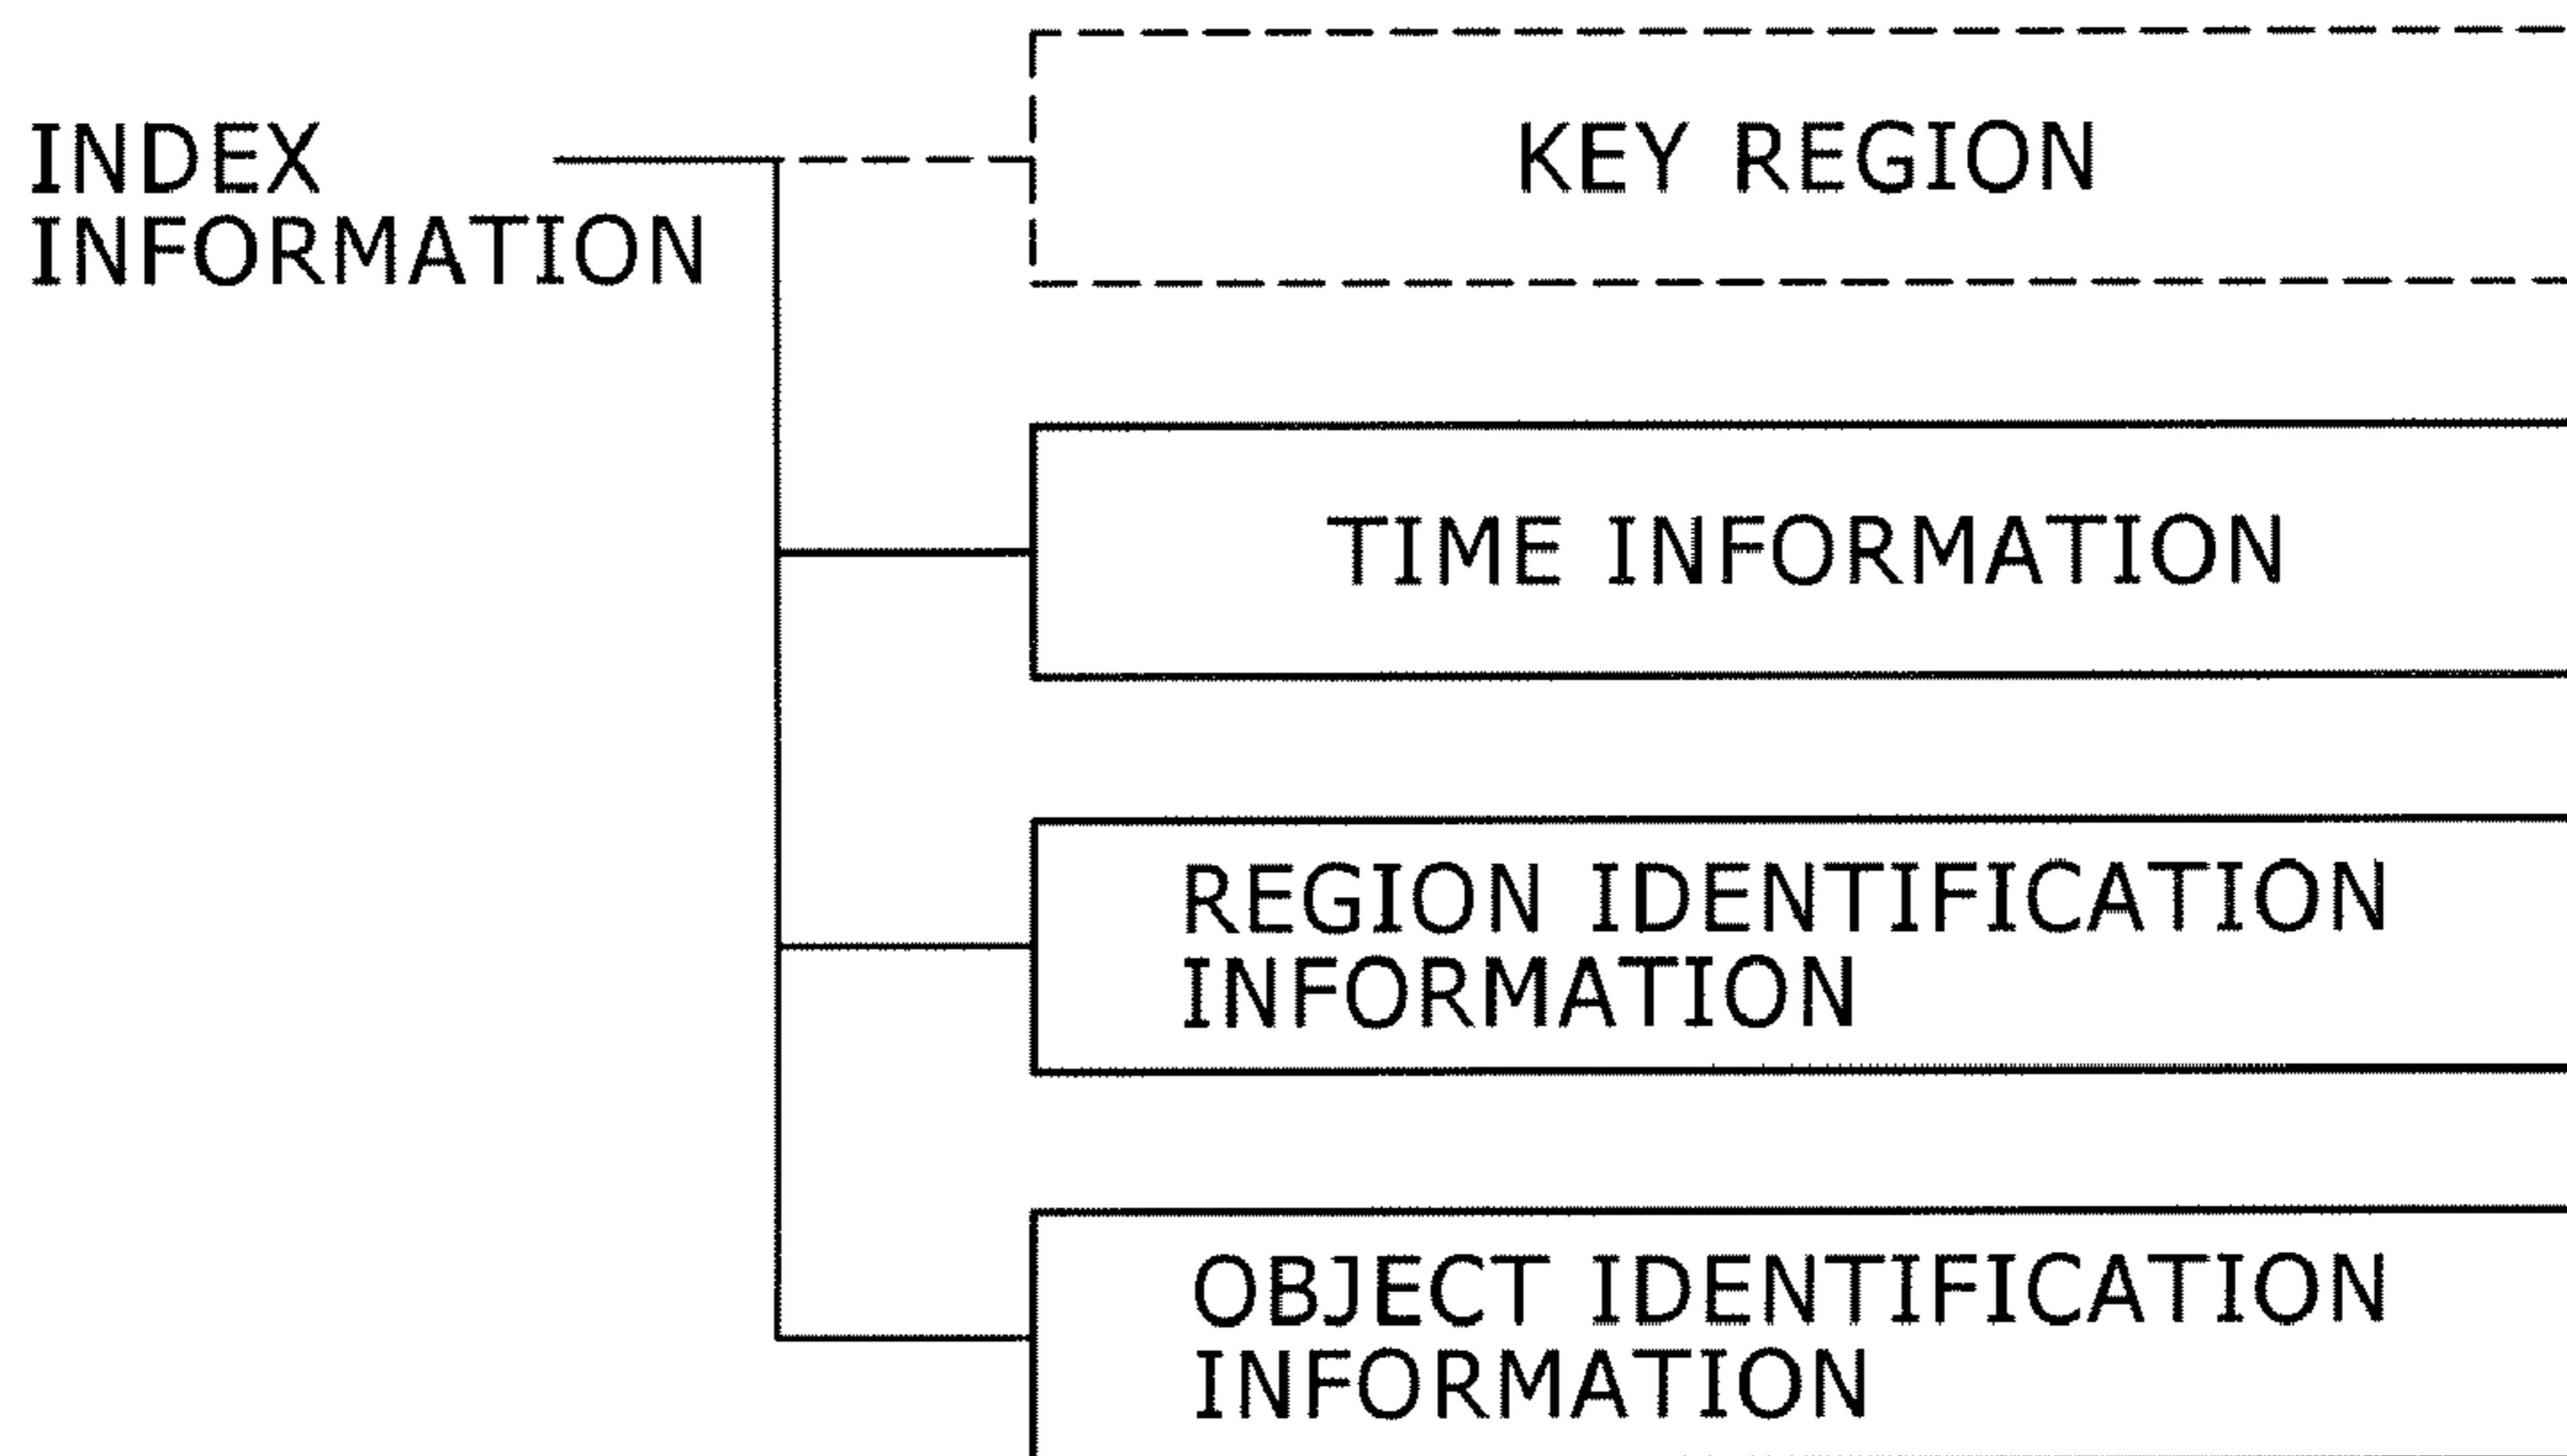 INDEX
INFORMATION
KEY REGION
TIME INFORMATION
REGION IDENTIFICATION
INFORMATION
OBJECT IDENTIFICATION
INFORMATION